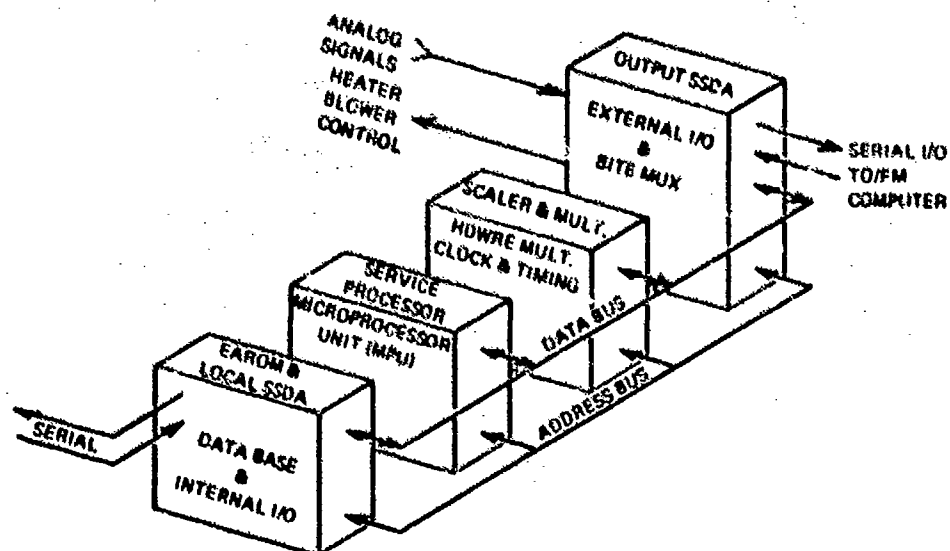 ANALOG
SIGNALS
HEATER
BLOWER
CONTROL
OUTPUT SSDA
EXTERNAL I/O
&
BITE MUX
SERIAL I/O
TO/FM
COMPUTER
SCALER & MULT.
HDWRE MULT.
CLOCK & TIMING
SERVICE
PROCESSOR
MICROPROCESSOR
UNIT (MPU)
DATA BUS
ADDRESS BUS
EAROM &
LOCAL SSDA
SERIAL
DATA BASE
&
INTERNAL I/O